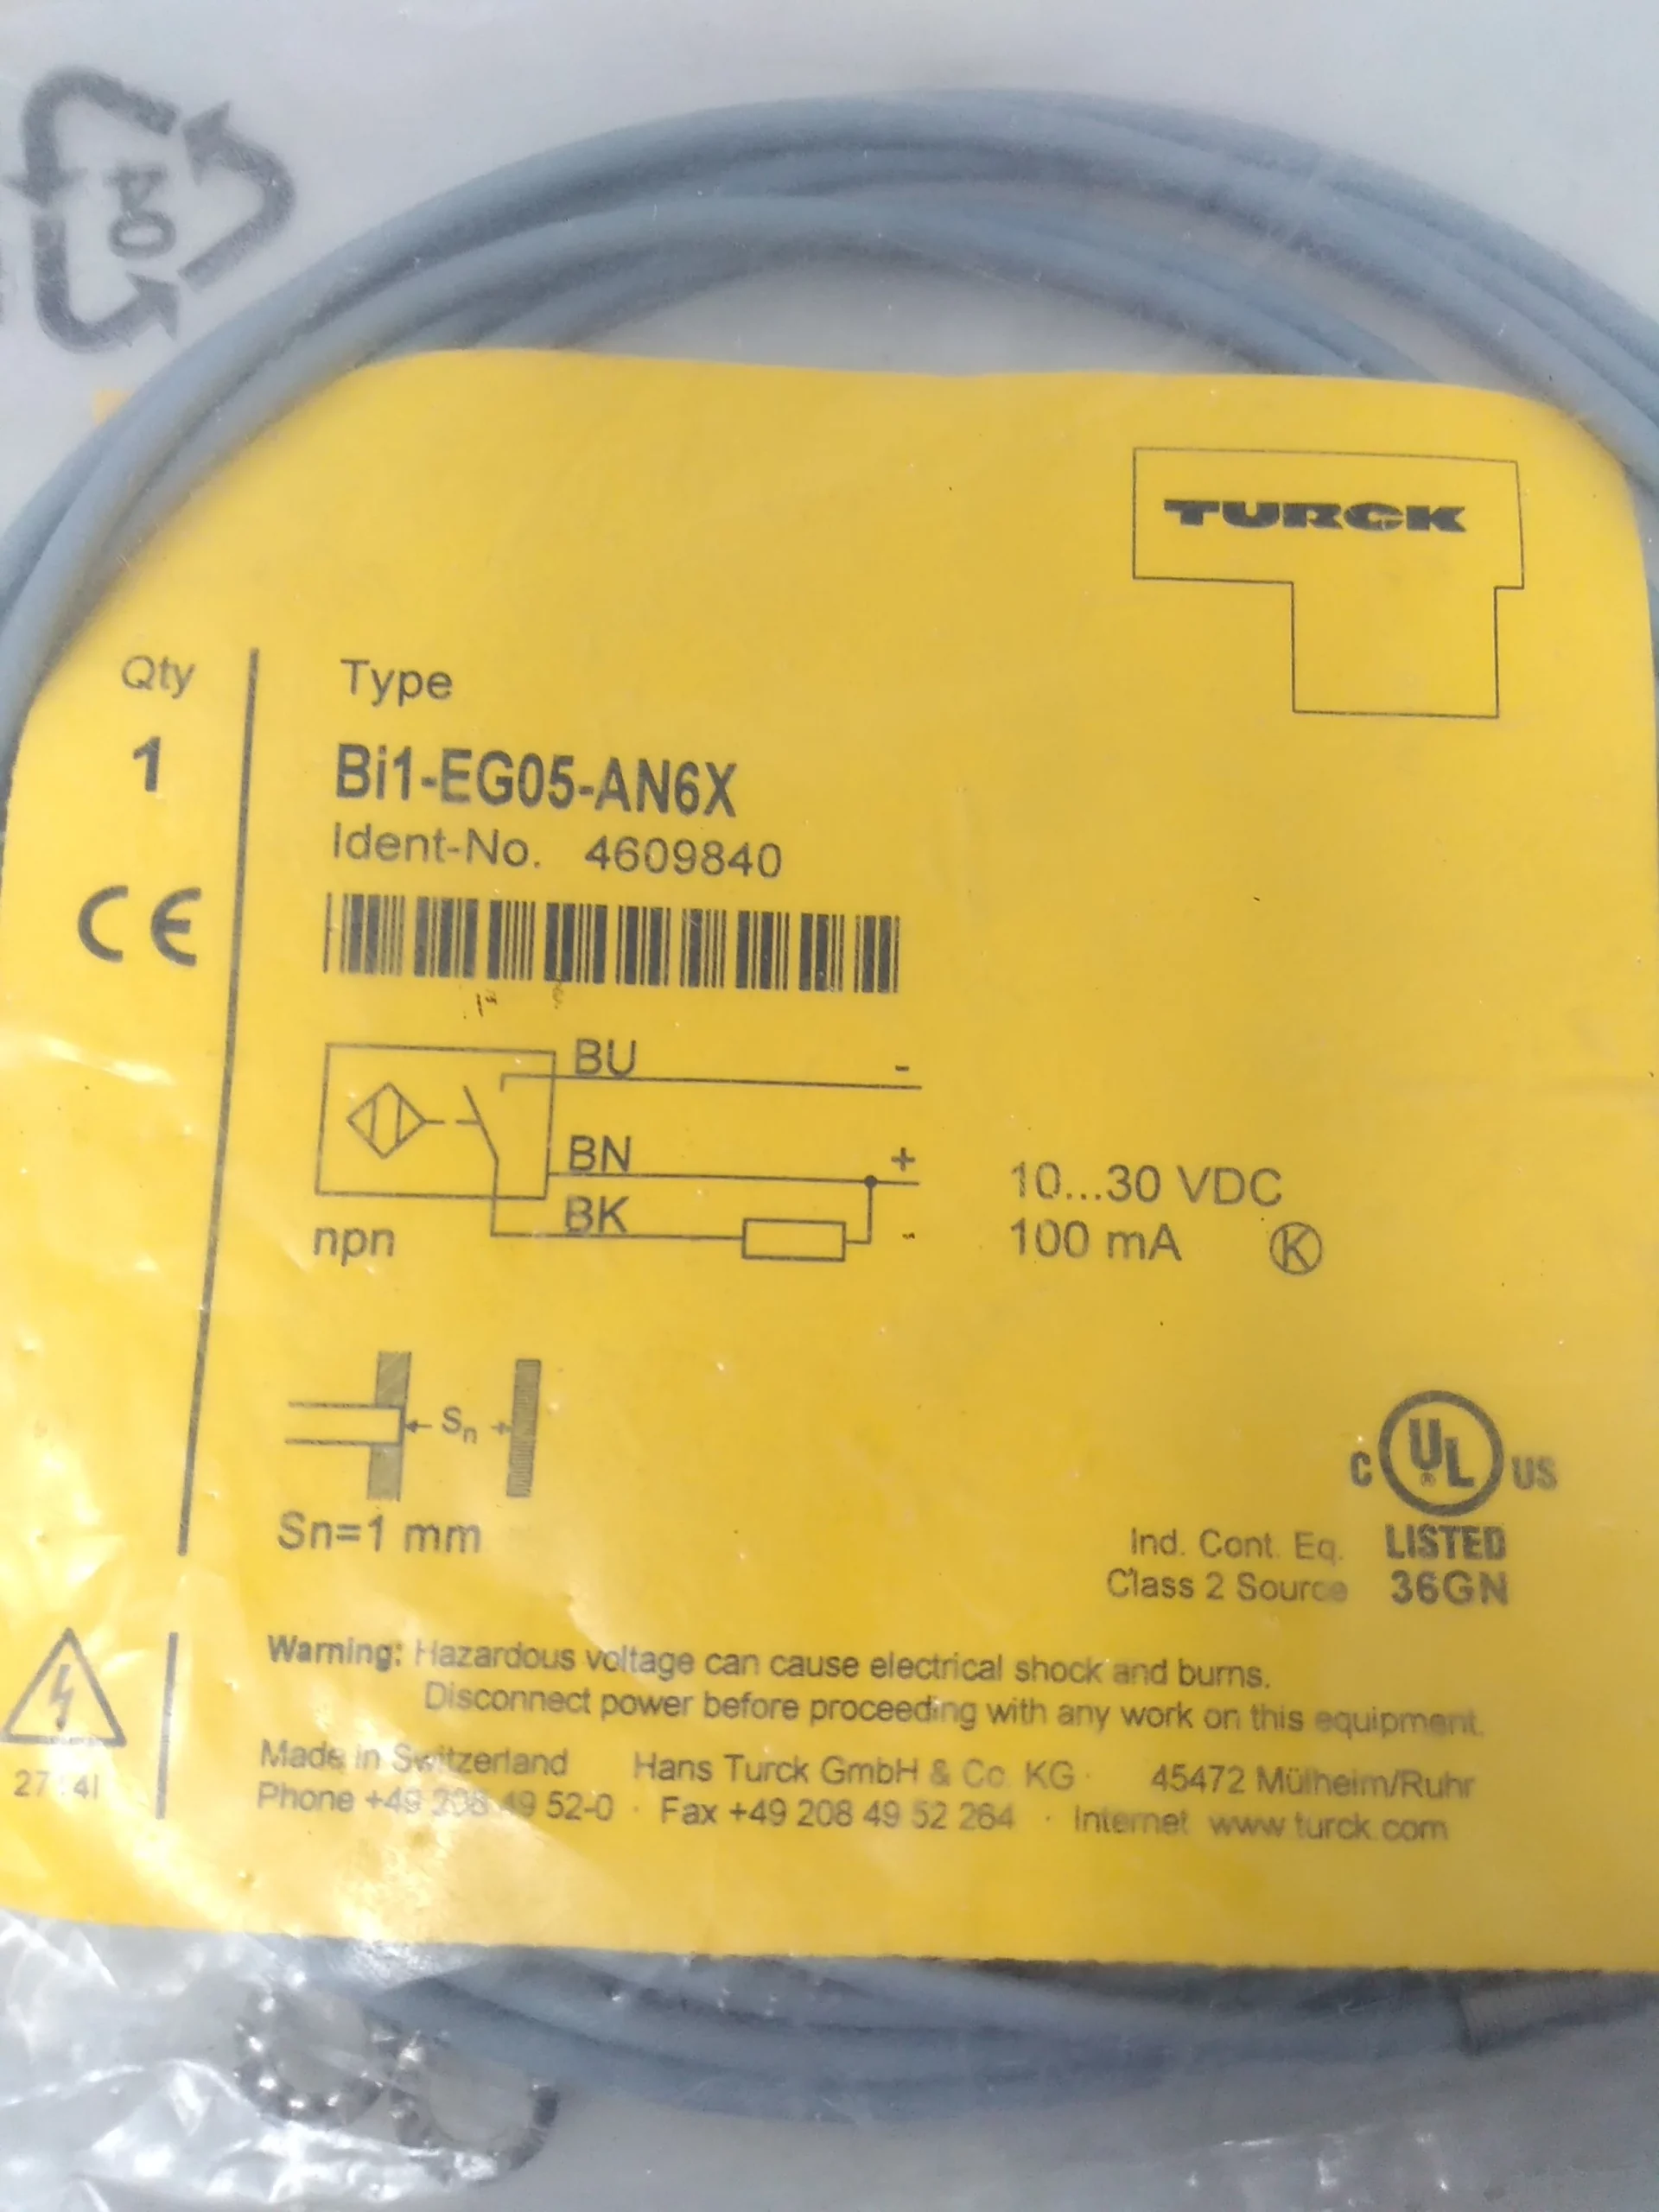 04
TURCK
Qty
Type
1
Bi1-EG05-AN6X
Ident-No. 4609840
CE
BU -
BN +
BK -
npn
10...30 VDC
100 mA K
Sn
Sn=1 mm
C UL US
Ind. Cont. Eq. LISTED
Class 2 Source 36GN
Warning: Hazardous voltage can cause electrical shock and burns.
Disconnect power before proceeding with any work on this equipment.
Made in Switzerland Hans Turck GmbH & Co. KG · 45472 Mülheim/Ruhr
Phone +49 208 49 52-0 · Fax +49 208 49 52 264 · Internet www.turck.com